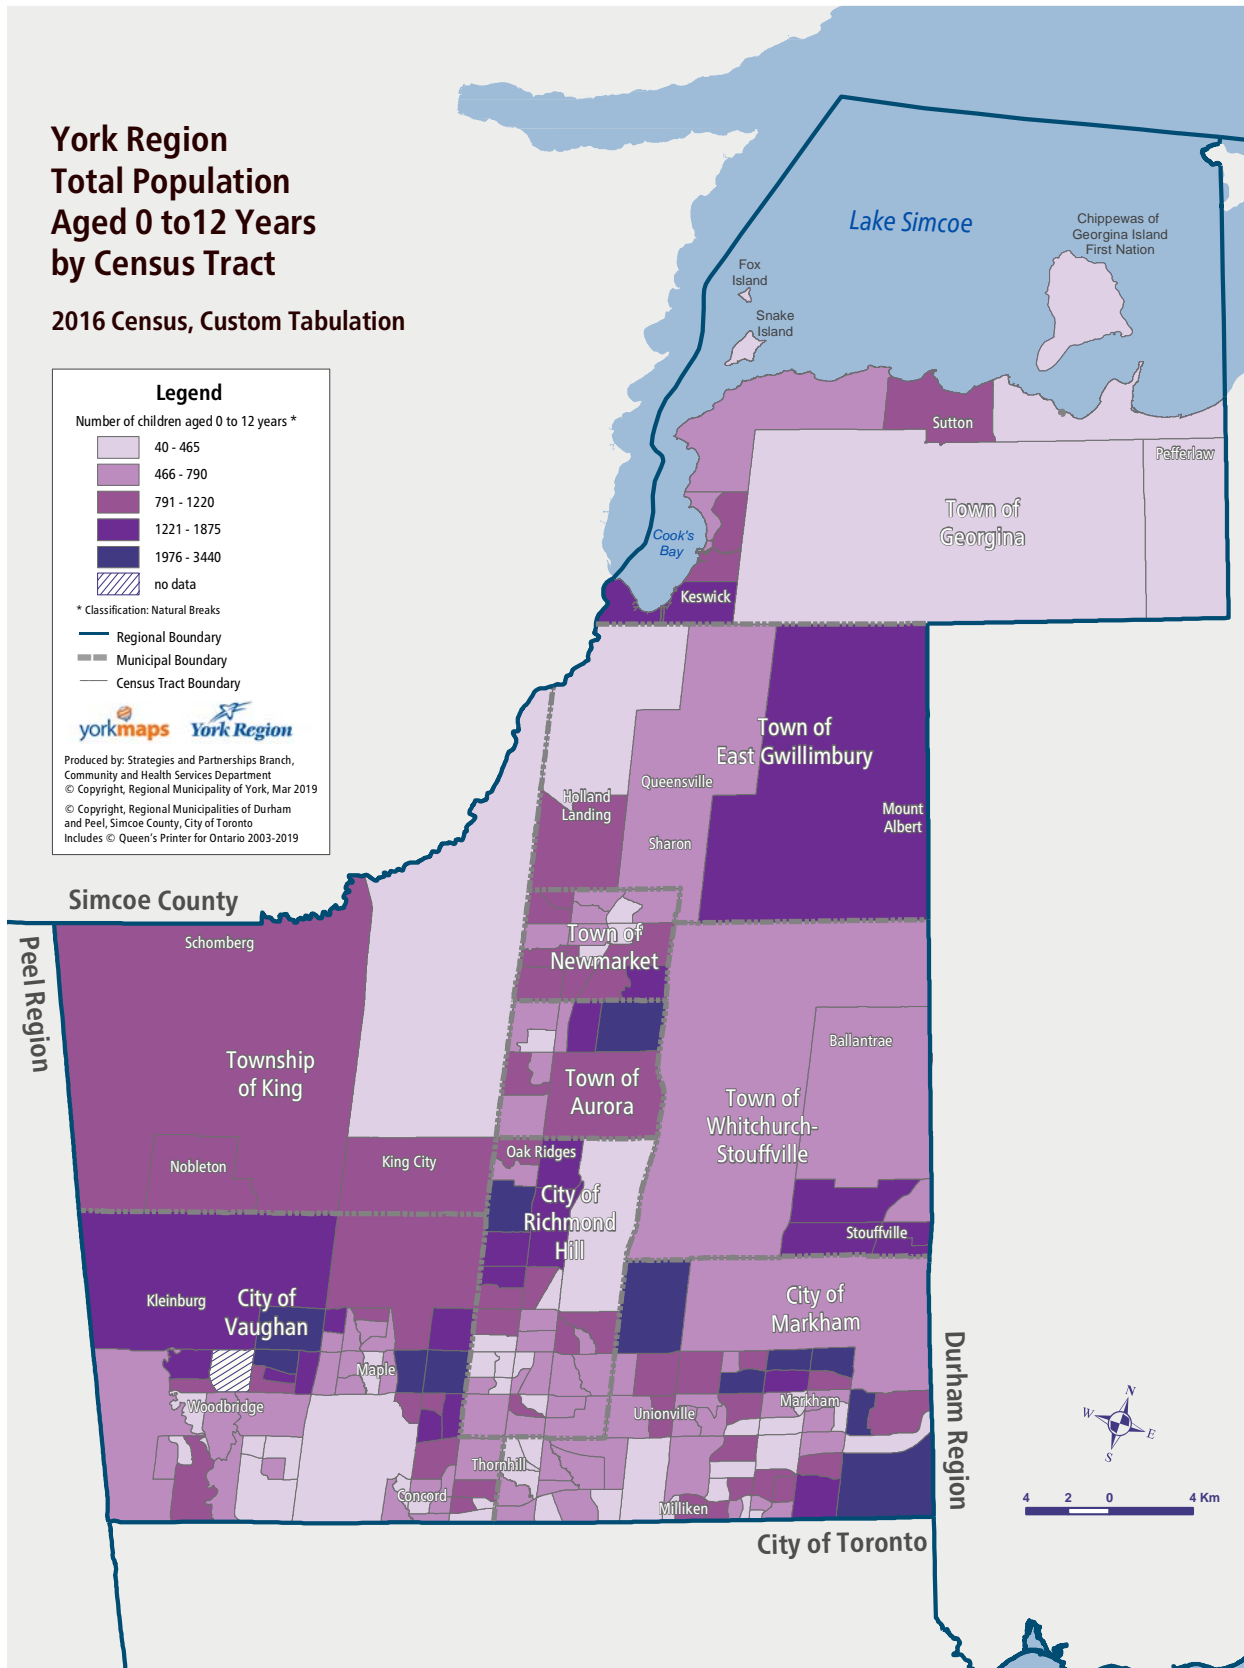 York Region
Total Population
Aged 0 to12 Years
by Census Tract
2016 Census, Custom Tabulation
Legend
Number of children aged 0 to 12 years *
40 - 465
466 - 790
791 - 1220
1221 - 1875
1976 - 3440
no data
* Classification: Natural Breaks
Regional Boundary
Municipal Boundary
Census Tract Boundary
yorkmaps
York Region
Produced by: Strategies and Partnerships Branch,
Community and Health Services Department
© Copyright, Regional Municipality of York, Mar 2019
© Copyright, Regional Municipalities of Durham
and Peel, Simcoe County, City of Toronto
Includes © Queen's Printer for Ontario 2003-2019
Lake Simcoe
Chippewas of
Georgina Island
First Nation
Fox
Island
Snake
Island
Sutton
Pefferlaw
Town of
Georgina
Cook's
Bay
Keswick
Town of
East Gwillimbury
Queensville
Holland
Landing
Mount
Albert
Sharon
Simcoe County
Peel Region
Schomberg
Town of
Newmarket
Township
of King
Ballantrae
Town of
Aurora
Town of
Whitchurch-
Stouffville
Nobleton
King City
Oak Ridges
City of
Richmond
Hill
Stouffville
Kleinburg
City of
Vaughan
City of
Markham
Maple
Woodbridge
Unionville
Markham
Thornhill
Concord
Milliken
Durham Region
City of Toronto
N
W
E
S
4 2 0 4 Km